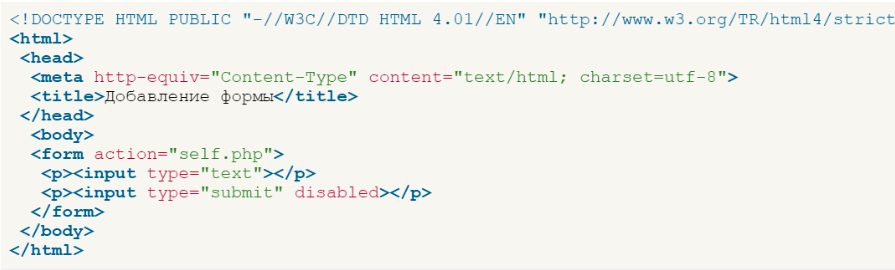 <!DOCTYPE HTML PUBLIC "-//W3C//DTD HTML 4.01//EN" "http://www.w3.org/TR/html4/strict
<html>
<head>
<meta http-equiv="Content-Type" content="text/html; charset=utf-8">
<title>Добавление формы</title>
</head>
<body>
<form action="self.php">
<p><input type="text"></p>
<p><input type="submit" disabled></p>
</form>
</body>
</html>